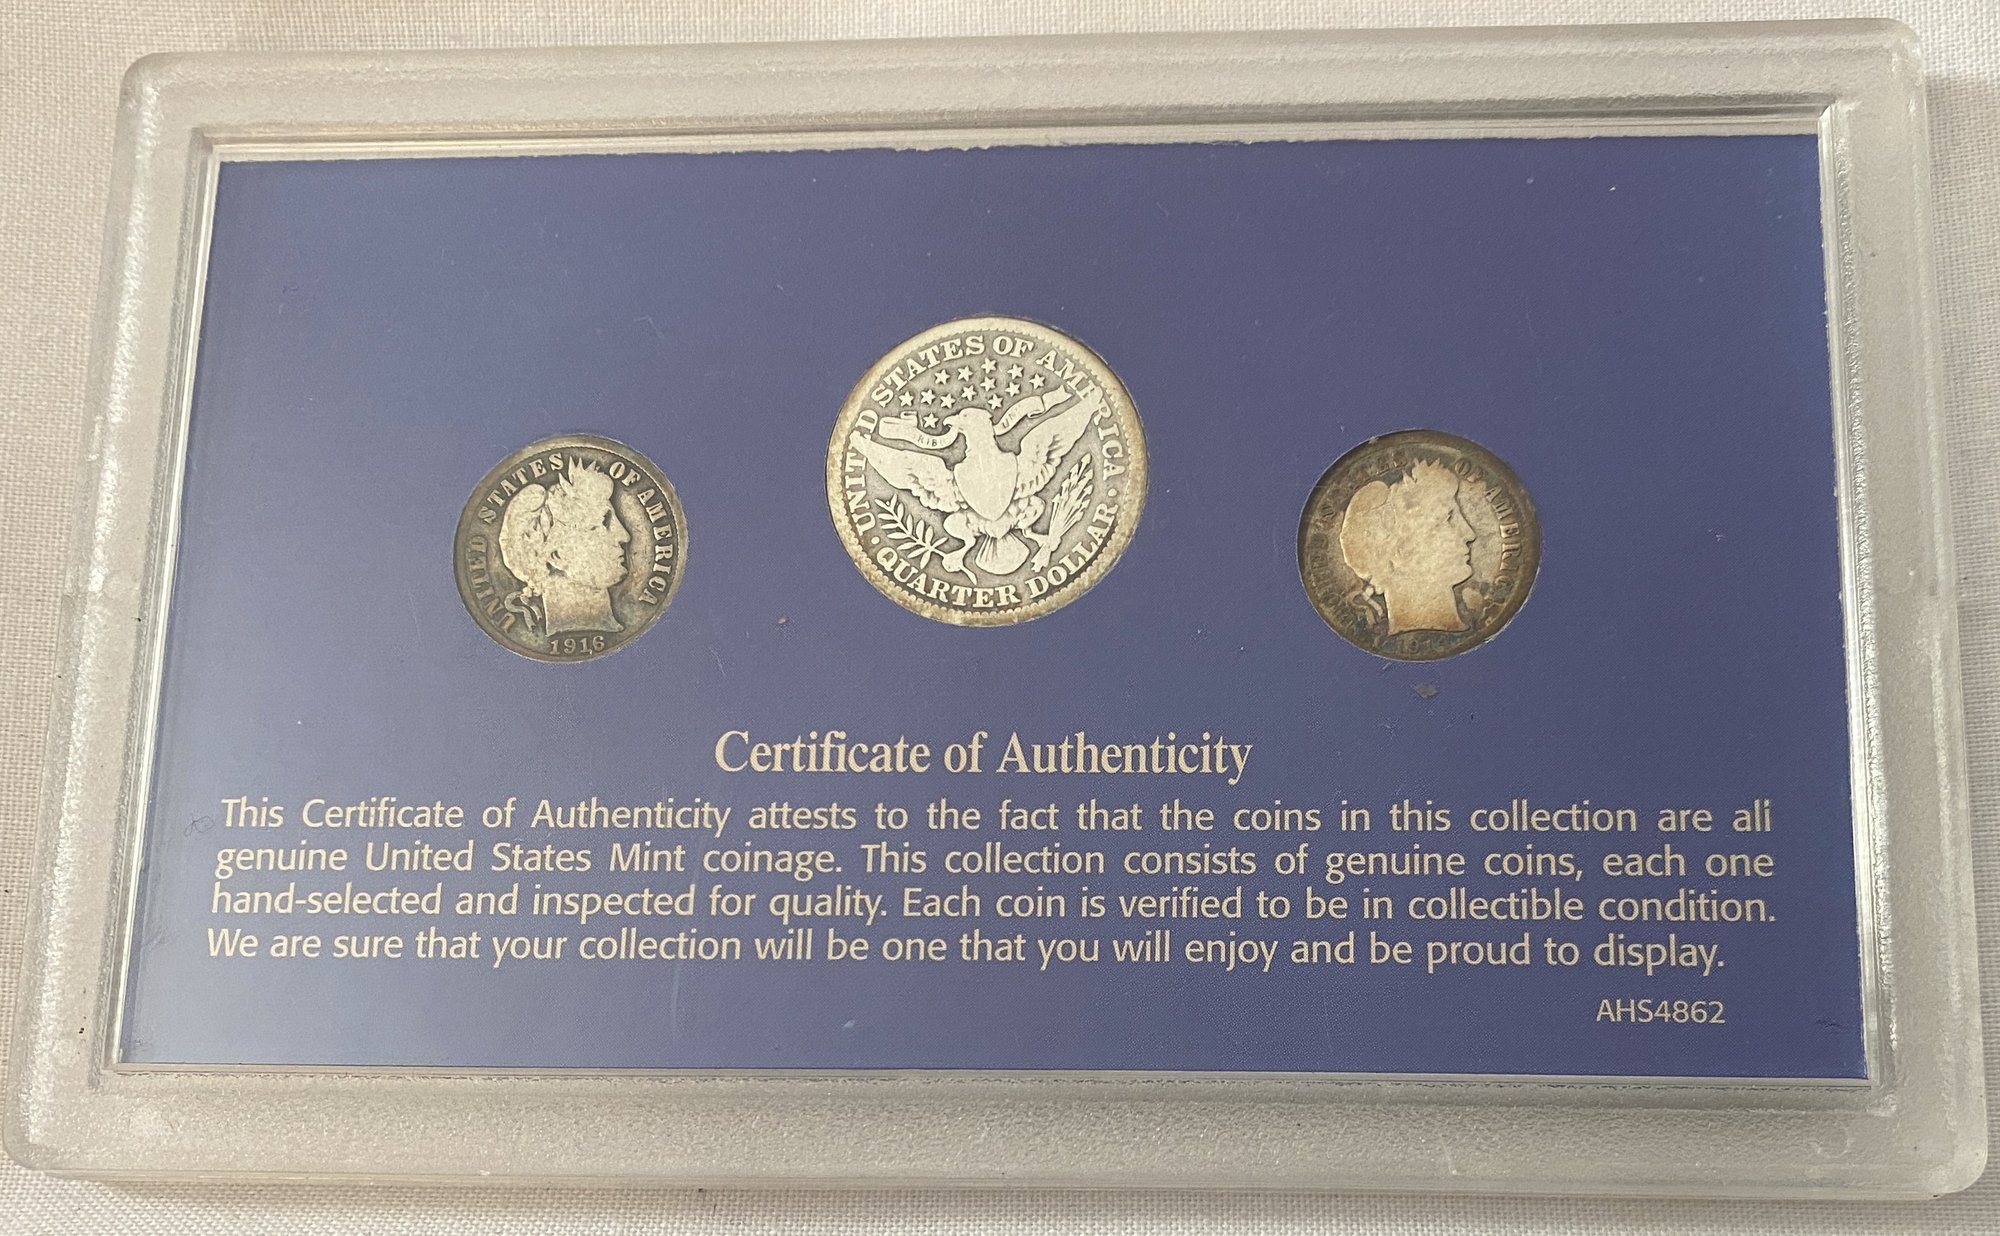 UNITED STATES OF AMERICA
1916
UNITED STATES OF AMERICA
· QUARTER DOLLAR ·
OF AMERICA
Certificate of Authenticity
This Certificate of Authenticity attests to the fact that the coins in this collection are all
genuine United States Mint coinage. This collection consists of genuine coins, each one
hand-selected and inspected for quality. Each coin is verified to be in collectible condition.
We are sure that your collection will be one that you will enjoy and be proud to display.
AHS4862